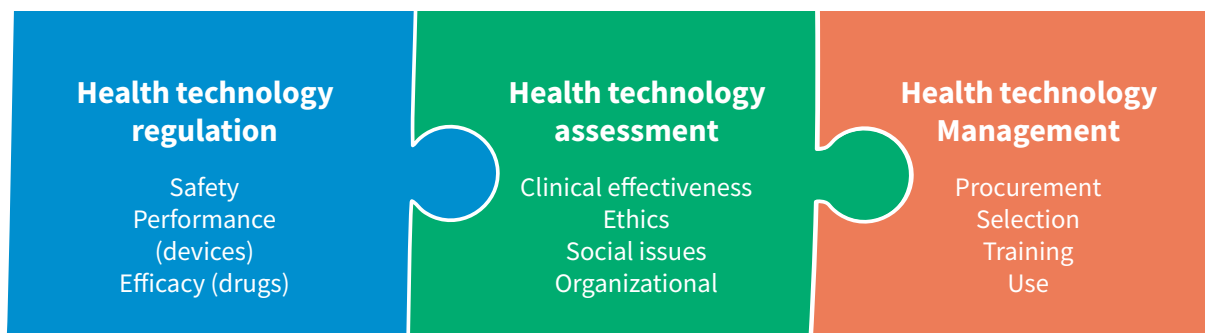 Health technology
regulation
Safety
Performance
(devices)
Efficacy (drugs)
Health technology
assessment
Clinical effectiveness
Ethics
Social issues
Organizational
Health technology
Management
Procurement
Selection
Training
Use